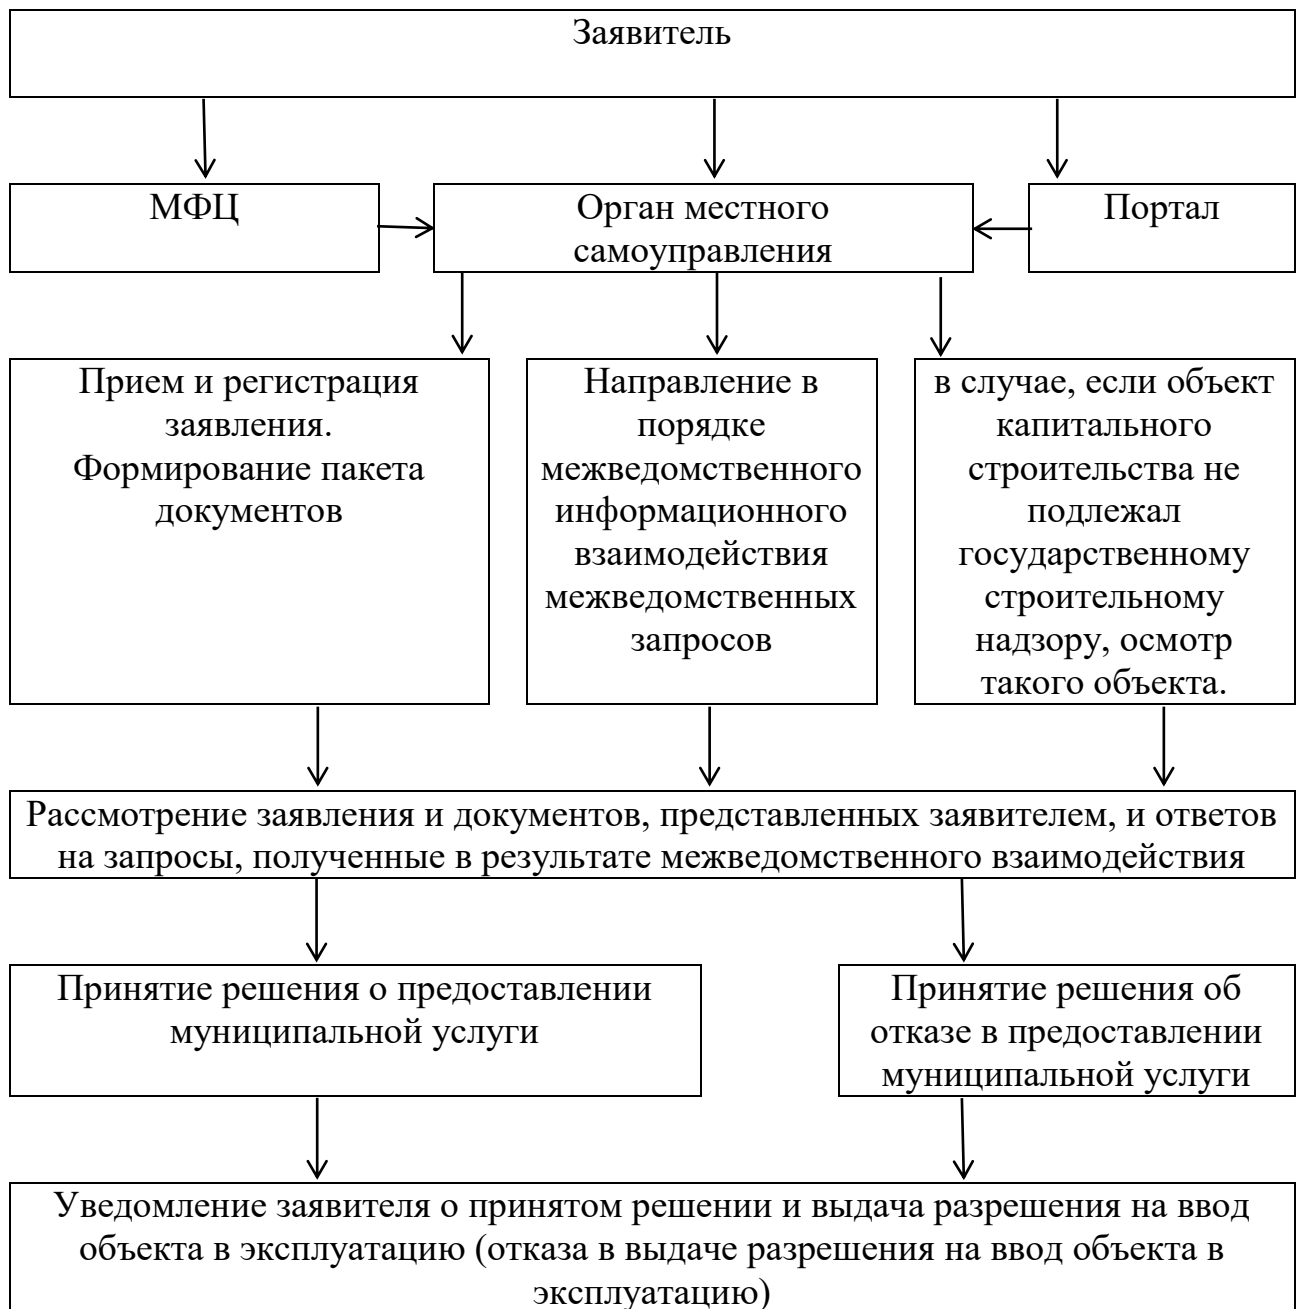 Заявитель
МФЦ
Орган местного
самоуправления
Портал
Прием и регистрация
заявления.
Формирование пакета
документов
Направление в
порядке
межведомственного
информационного
взаимодействия
межведомственных
запросов
в случае, если объект
капитального
строительства не
подлежал
государственному
строительному
надзору, осмотр
такого объекта.
Рассмотрение заявления и документов, представленных заявителем, и ответов
на запросы, полученные в результате межведомственного взаимодействия
Принятие решения о предоставлении
муниципальной услуги
Принятие решения об
отказе в предоставлении
муниципальной услуги
Уведомление заявителя о принятом решении и выдача разрешения на ввод
объекта в эксплуатацию (отказа в выдаче разрешения на ввод объекта в
эксплуатацию)